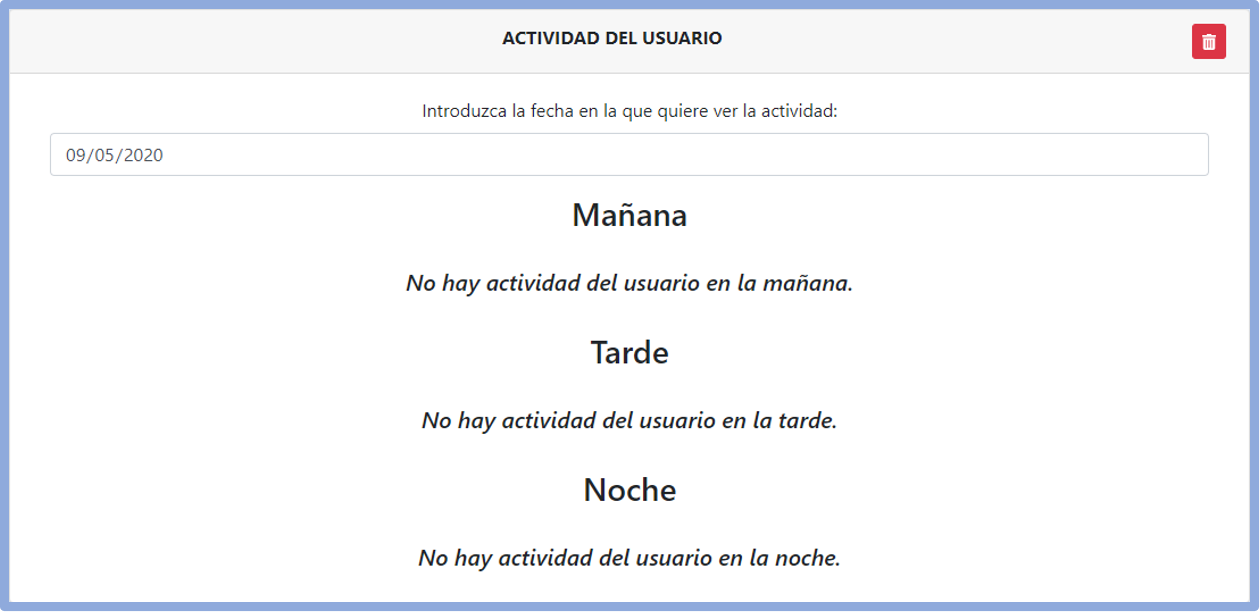 ACTIVIDAD DEL USUARIO
Introduzca la fecha en la que quiere ver la actividad:
09/05/2020
Mañana
No hay actividad del usuario en la mañana.
Tarde
No hay actividad del usuario en la tarde.
Noche
No hay actividad del usuario en la noche.